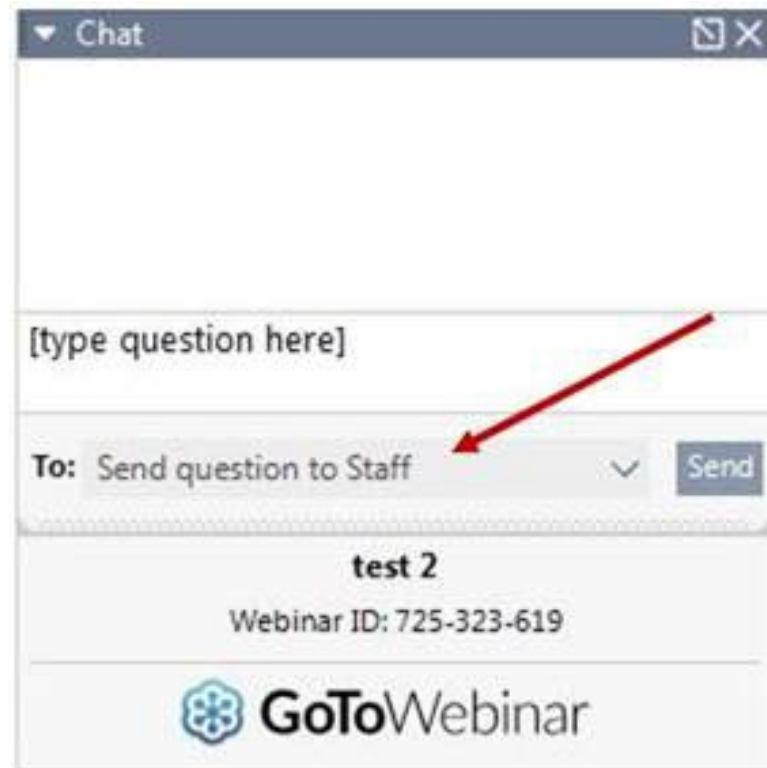 Chat
[type question here]
To: Send question to Staff Send
test 2
Webinar ID: 725-323-619
GoToWebinar